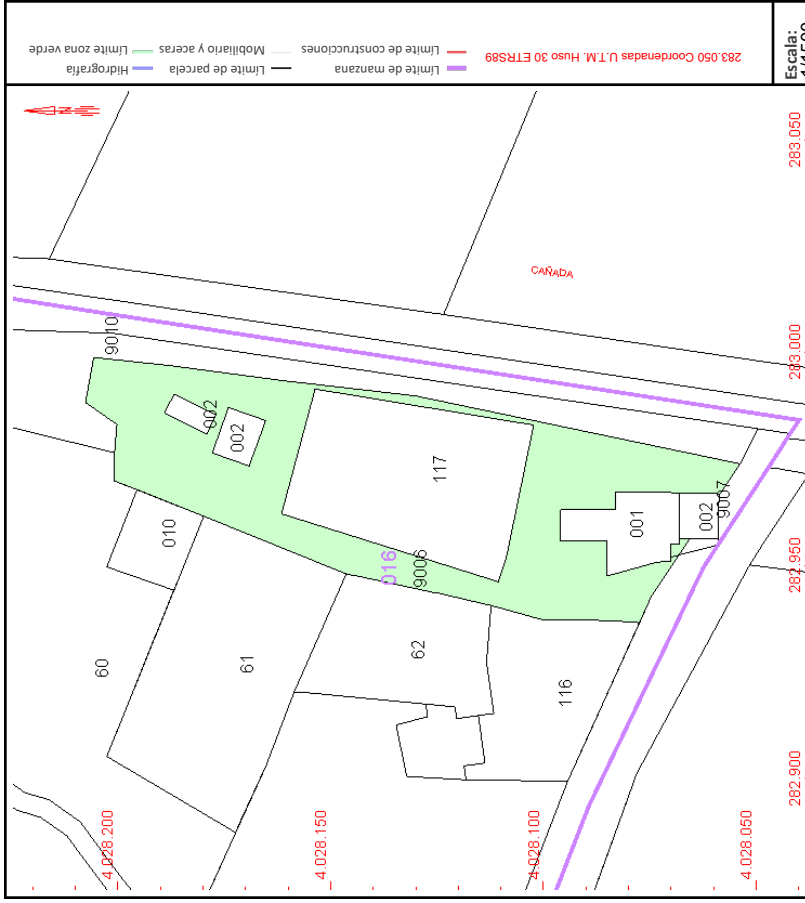 Límite zona verde
Mobiliario y aceras
Límite de construcciones
283.050 Coordenadas U.T.M. Huso 30 ETRS89
Hidrografía
Límite de parcela
Límite de manzana
Escala:
283.050
283.000
282.950
282.900
4.028.200
4.028.150
4.028.100
4.028.050
CAÑADA
9010
002
002
117
010
016
9006
001
002
9007
60
61
62
116